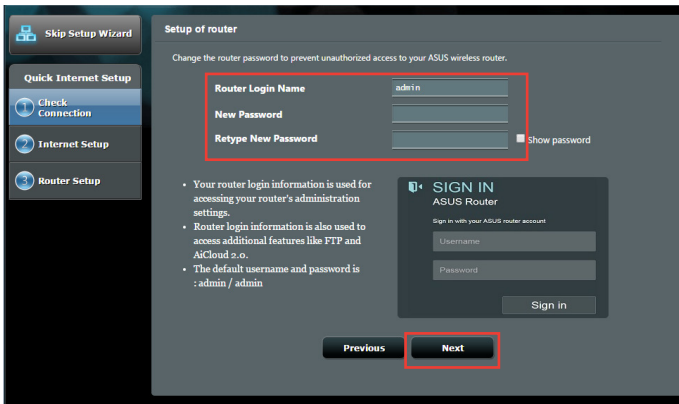 Skip Setup Wizard
Quick Internet Setup
1 Check
Connection
2 Internet Setup
3 Router Setup
Setup of router
Change the router password to prevent unauthorized access to your ASUS wireless router.
Router Login Name admin
New Password
Retype New Password Show password
• Your router login information is used for
accessing your router's administration
settings.
• Router login information is also used to
access additional features like FTP and
AiCloud 2.0.
• The default username and password is
: admin / admin
SIGN IN
ASUS Router
Sign in with your ASUS router account
Username
Password
Sign in
Previous Next